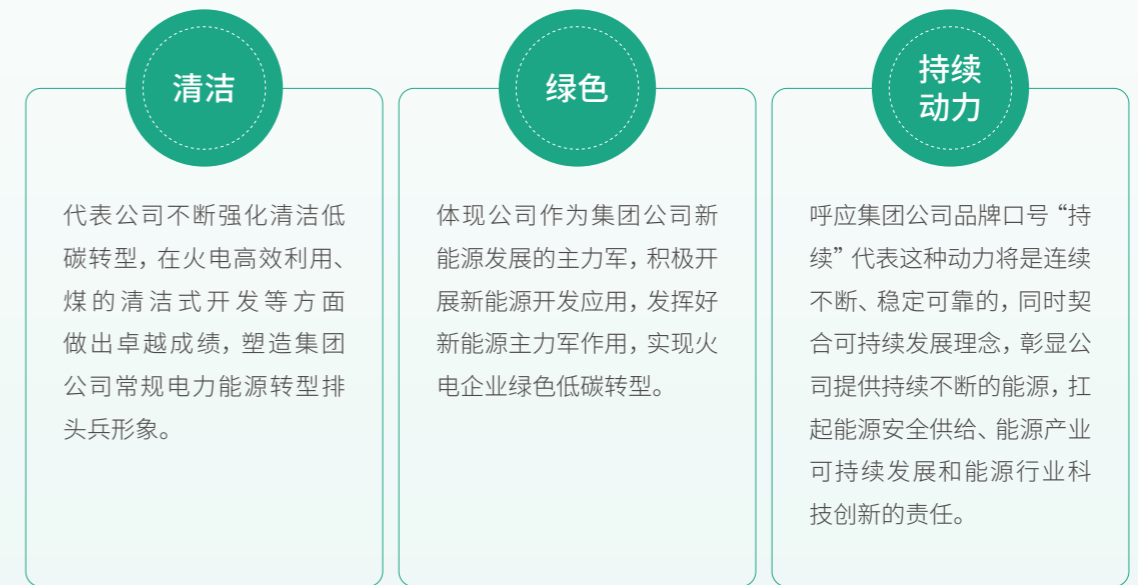 清洁
代表公司不断强化清洁低
碳转型，在火电高效利用、
煤的清洁式开发等方面
做出卓越成绩，塑造集团
公司常规电力能源转型排
头兵形象。
绿色
体现公司作为集团公司新
能源发展的主力军，积极开
展新能源开发应用，发挥好
新能源主力军作用，实现火
电企业绿色低碳转型。
持续
动力
呼应集团公司品牌口号“持
续”代表这种动力将是连续
不断、稳定可靠的，同时契
合可持续发展理念，彰显公
司提供持续不断的能源，扛
起能源安全供给、能源产业
可持续发展和能源行业科
技创新的责任。